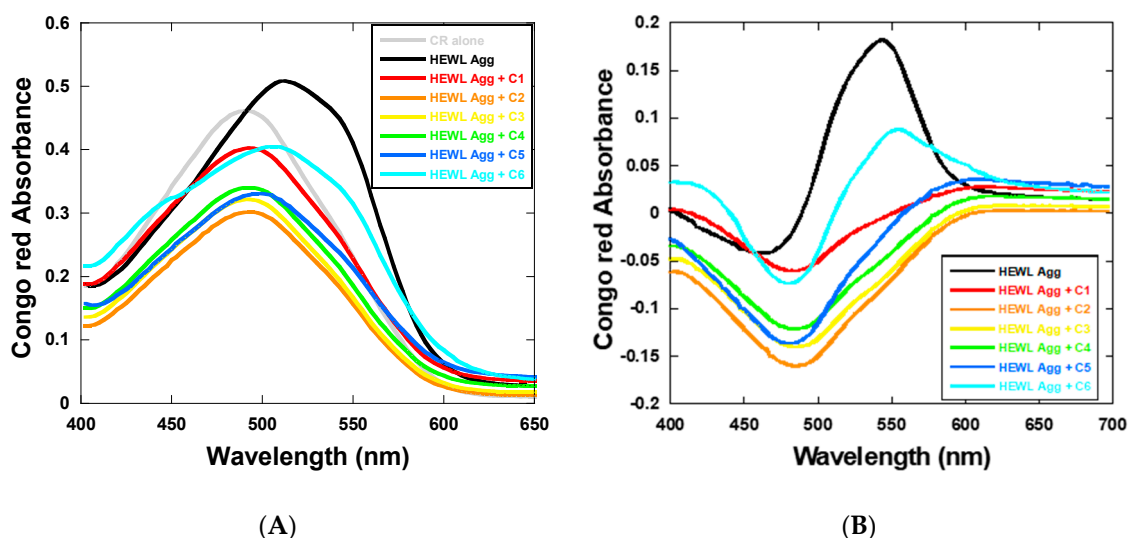 0.6
0.5
0.4
0.3
0.2
0.1
0
400
450
500
550
600
650
Congo red Absorbance
Wavelength (nm)
CR alone
HEWL Agg
HEWL Agg + C1
HEWL Agg + C2
HEWL Agg + C3
HEWL Agg + C4
HEWL Agg + C5
HEWL Agg + C6
(A)
0.2
0.15
0.1
0.05
0
-0.05
-0.1
-0.15
-0.2
400
450
500
550
600
650
700
Congo red Absorbance
Wavelength (nm)
HEWL Agg
HEWL Agg + C1
HEWL Agg + C2
HEWL Agg + C3
HEWL Agg + C4
HEWL Agg + C5
HEWL Agg + C6
(B)